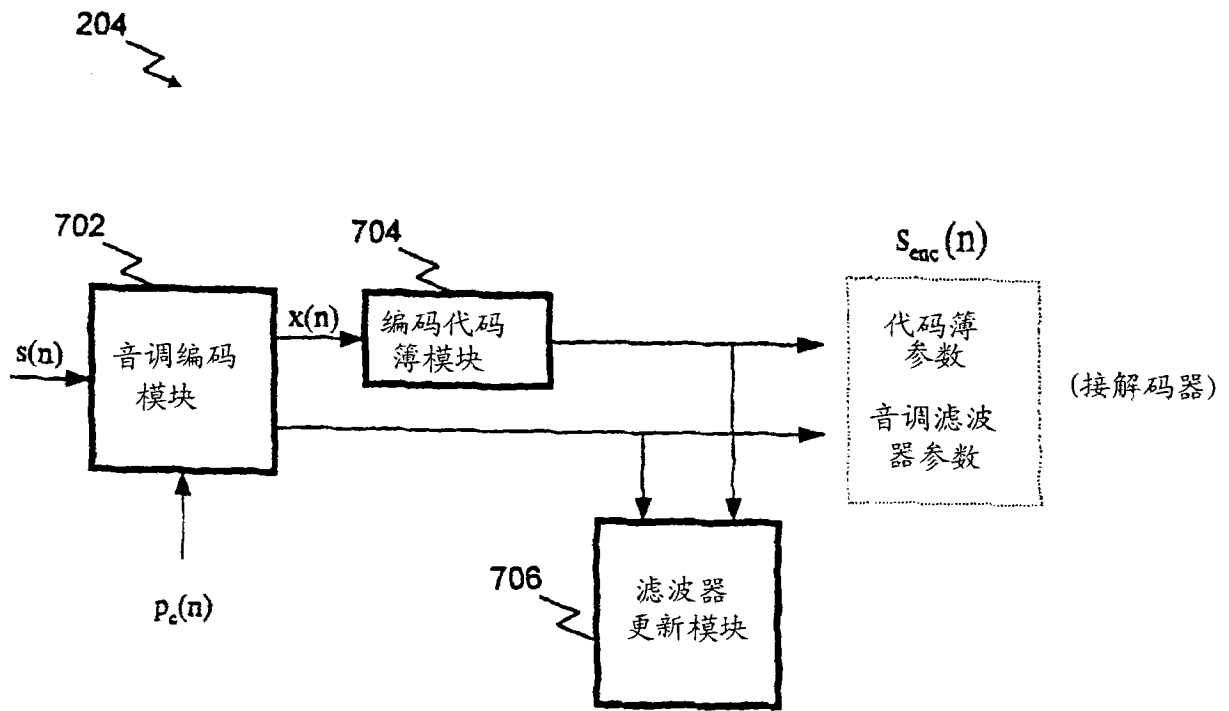 204
702
704
s_enc(n)
s(n)
音调编码
模块
x(n)
编码代码
簿模块
代码簿
参数
音调滤波
器参数
(接解码器)
p_c(n)
706
滤波器
更新模块